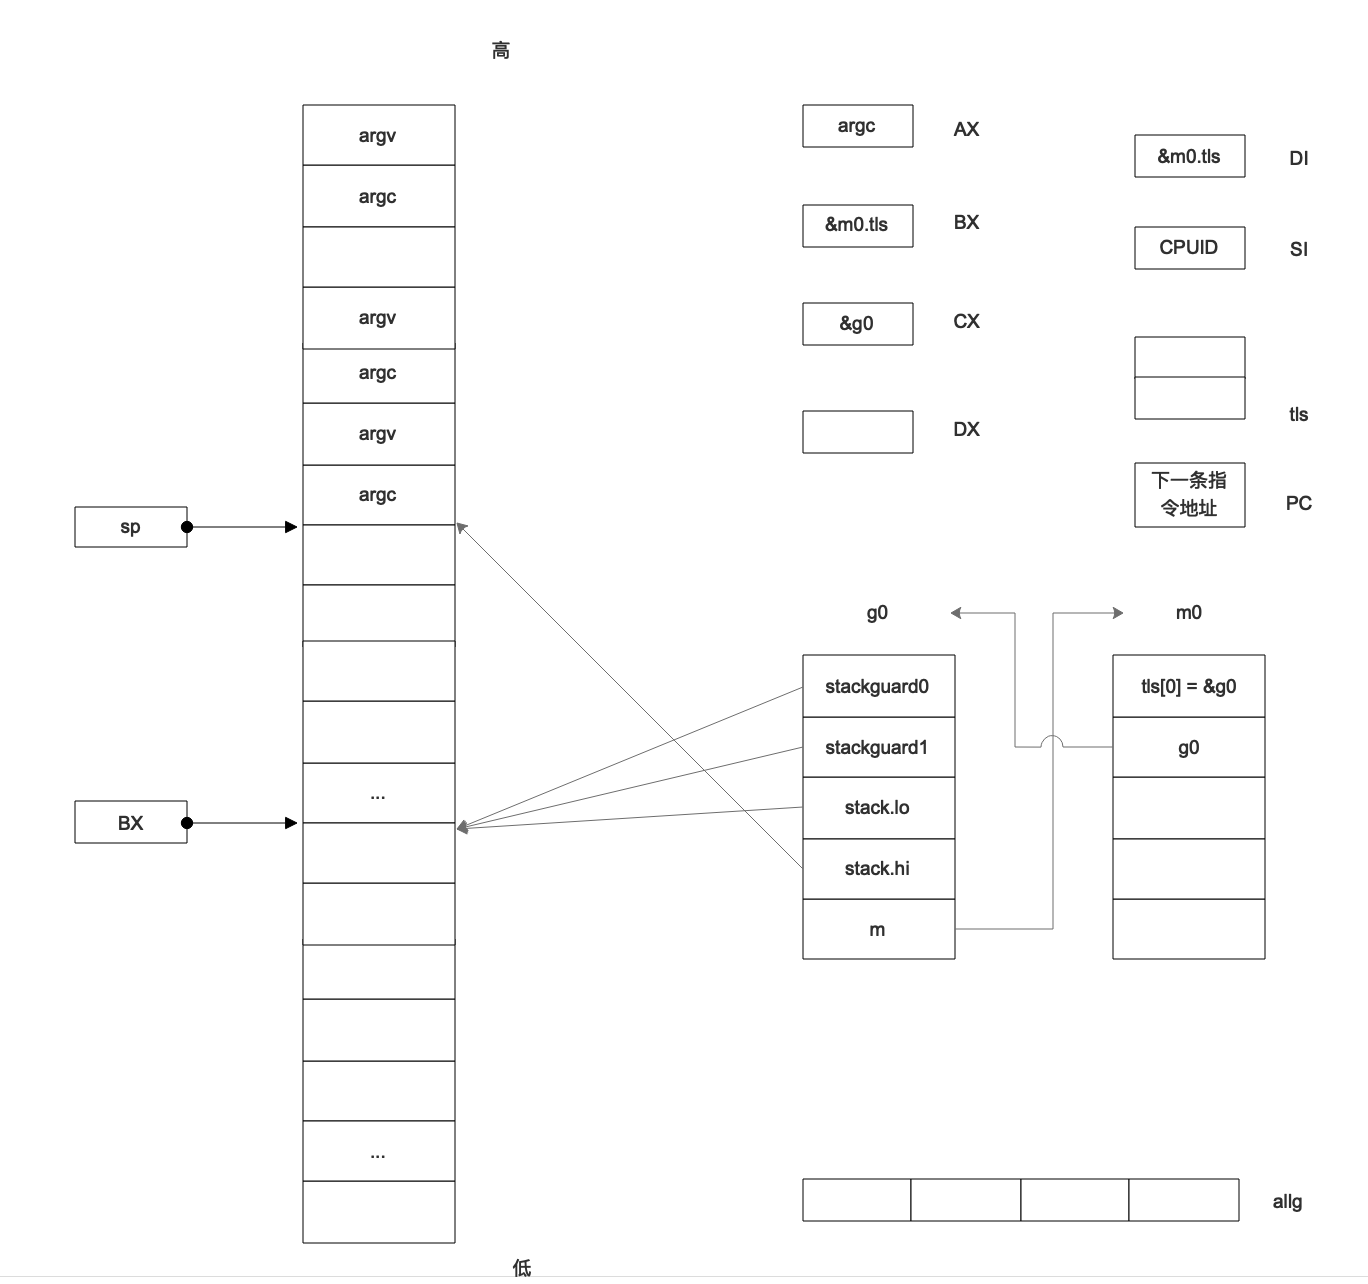 高
argv
argc
argv
argc
argv
argc
sp
...
BX
...
低
argc
AX
&m0.tls
BX
&g0
CX
DX
&m0.tls
DI
CPUID
SI
tls
下一条指
令地址
PC
g0
stackguard0
stackguard1
stack.lo
stack.hi
m
m0
tls[0] = &g0
g0
allg